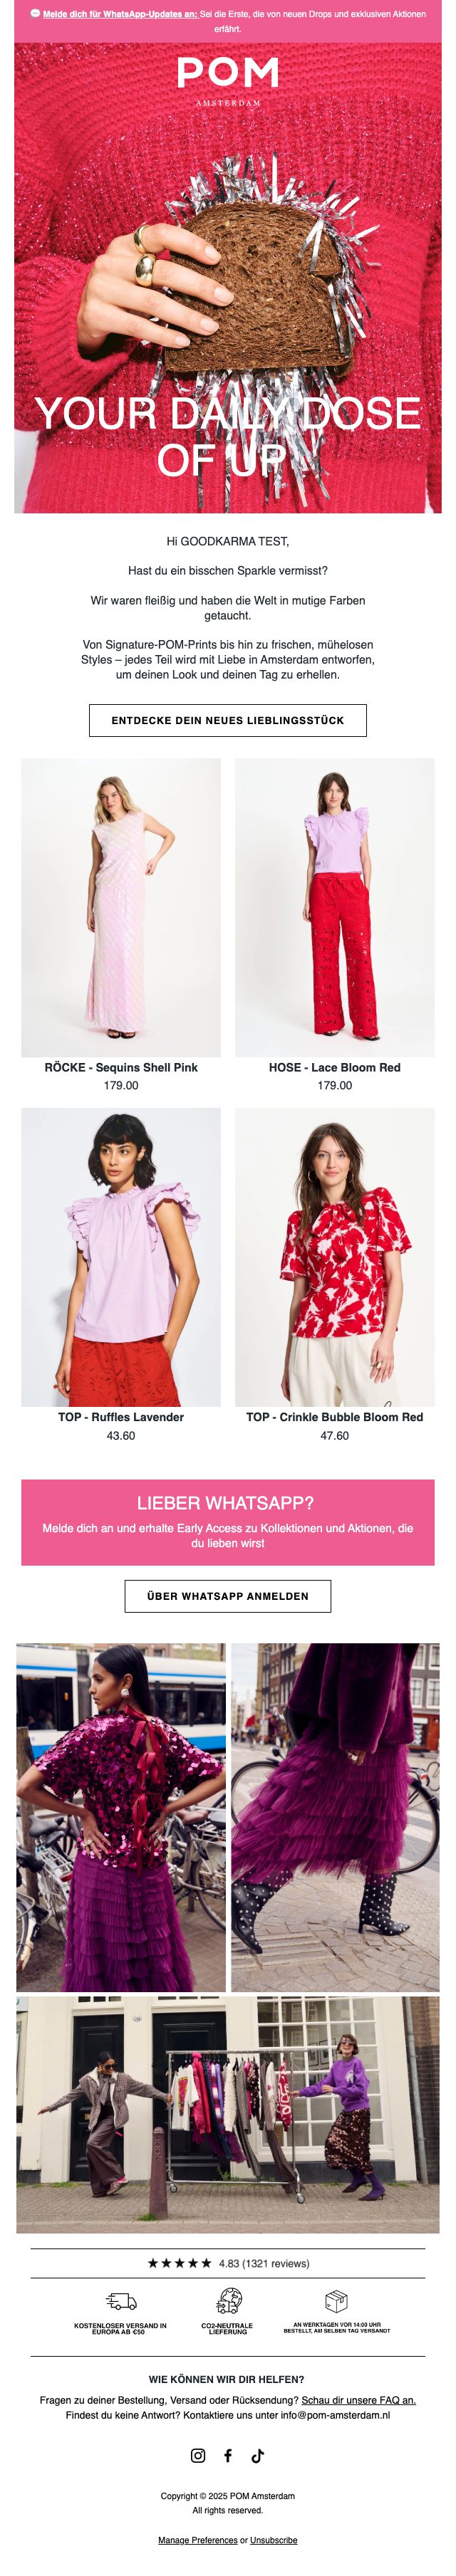 💬 Melde dich für WhatsApp-Updates an: Sei die Erste, die von neuen Drops und exklusiven Aktionen
erfährt.
POM
AMSTERDAM
YOUR DAILY DOSE
OF UP
Hi GOODKARMA TEST,
Hast du ein bisschen Sparkle vermisst?
Wir waren fleißig und haben die Welt in mutige Farben
getaucht.
Von Signature-POM-Prints bis hin zu frischen, mühelosen
Styles – jedes Teil wird mit Liebe in Amsterdam entworfen,
um deinen Look und deinen Tag zu erhellen.
ENTDECKE DEIN NEUES LIEBLINGSSTÜCK
RÖCKE - Sequins Shell Pink
179.00
HOSE - Lace Bloom Red
179.00
TOP - Ruffles Lavender
43.60
TOP - Crinkle Bubble Bloom Red
47.60
LIEBER WHATSAPP?
Melde dich an und erhalte Early Access zu Kollektionen und Aktionen, die
du lieben wirst
ÜBER WHATSAPP ANMELDEN
★★★★★ 4.83 (1321 reviews)
KOSTENLOSER VERSAND IN
EUROPA AB €50
CO2-NEUTRALE
LIEFERUNG
AN WERKTAGEN VOR 14:00 UHR
BESTELLT, AM SELBEN TAG VERSANDT
WIE KÖNNEN WIR DIR HELFEN?
Fragen zu deiner Bestellung, Versand oder Rücksendung? Schau dir unsere FAQ an.
Findest du keine Antwort? Kontaktiere uns unter info@pom-amsterdam.nl
Copyright © 2025 POM Amsterdam
All rights reserved.
Manage Preferences or Unsubscribe